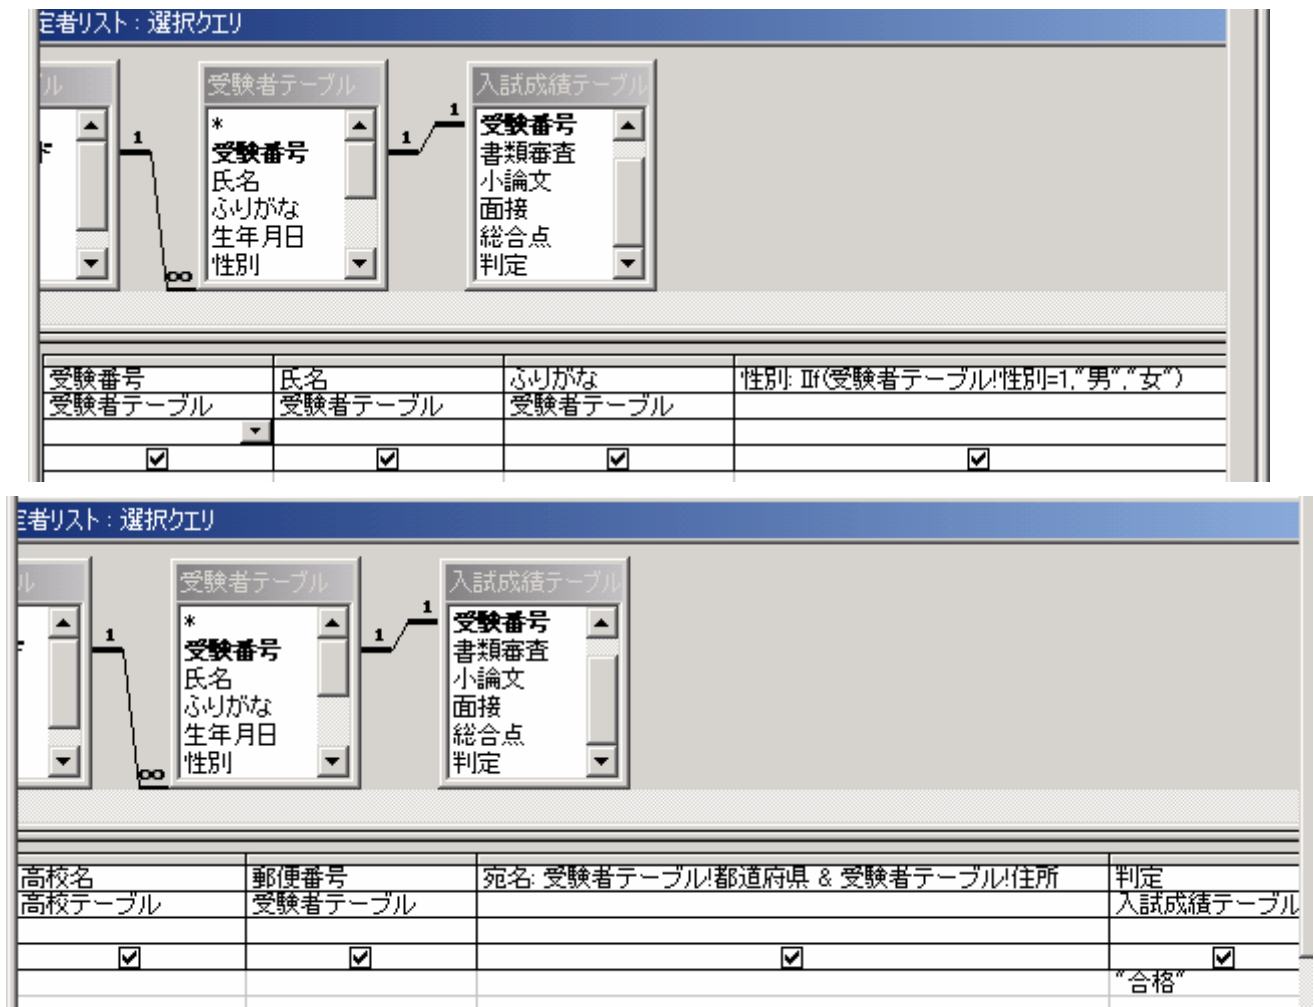 定者リスト : 選択クエリ
ル
受験者テーブル
入試成績テーブル
*
受験番号
氏名
ふりがな
生年月日
性別
受験番号
書類審査
小論文
面接
総合点
判定
1
∞
1
1
受験番号 氏名 ふりがな 性別: IIf(受験者テーブル!性別=1,"男","女")
受験者テーブル 受験者テーブル 受験者テーブル
定者リスト : 選択クエリ
ル
受験者テーブル
入試成績テーブル
*
受験番号
氏名
ふりがな
生年月日
性別
受験番号
書類審査
小論文
面接
総合点
判定
1
∞
1
1
高校名 郵便番号 宛名: 受験者テーブル!都道府県 & 受験者テーブル!住所 判定
高校テーブル 受験者テーブル 入試成績テーブル
"合格"